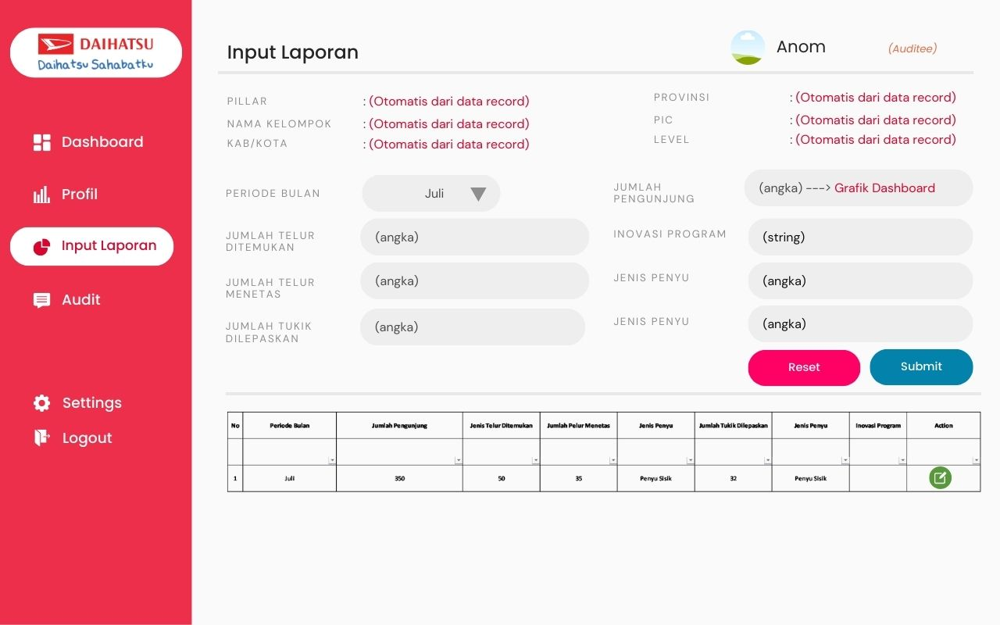 DAIHATSU
Daihatsu Sahabatku
Dashboard
Profil
Input Laporan
Audit
Settings
Logout
Input Laporan
Anom
(Auditee)
PILLAR : (Otomatis dari data record)
NAMA KELOMPOK : (Otomatis dari data record)
KAB/KOTA : (Otomatis dari data record)
PROVINSI : (Otomatis dari data record)
PIC : (Otomatis dari data record)
LEVEL : (Otomatis dari data record)
PERIODE BULAN Juli
JUMLAH TELUR
DITEMUKAN
(angka)
JUMLAH TELUR
MENETAS
(angka)
JUMLAH TUKIK
DILEPASKAN
(angka)
JUMLAH
PENGUNJUNG
(angka) ---> Grafik Dashboard
INOVASI PROGRAM (string)
JENIS PENYU (angka)
JENIS PENYU (angka)
Reset Submit
No Periode Bulan Jumlah Pengunjung Jenis Telur Ditemukan Jumlah Pelur Menetas Jenis Penyu Jumlah Tukik Dilepaskan Jenis Penyu Inovasi Program Action
1 Juli 350 50 35 Penyu Sisik 32 Penyu Sisik